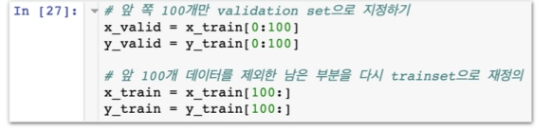 In [27]: # 앞 쪽 100개만 validation set으로 지정하기
x_valid = x_train[0:100]
y_valid = y_train[0:100]
# 앞 100개 데이터를 제외한 남은 부분을 다시 trainset으로 재정의
x_train = x_train[100:]
y_train = y_train[100:]